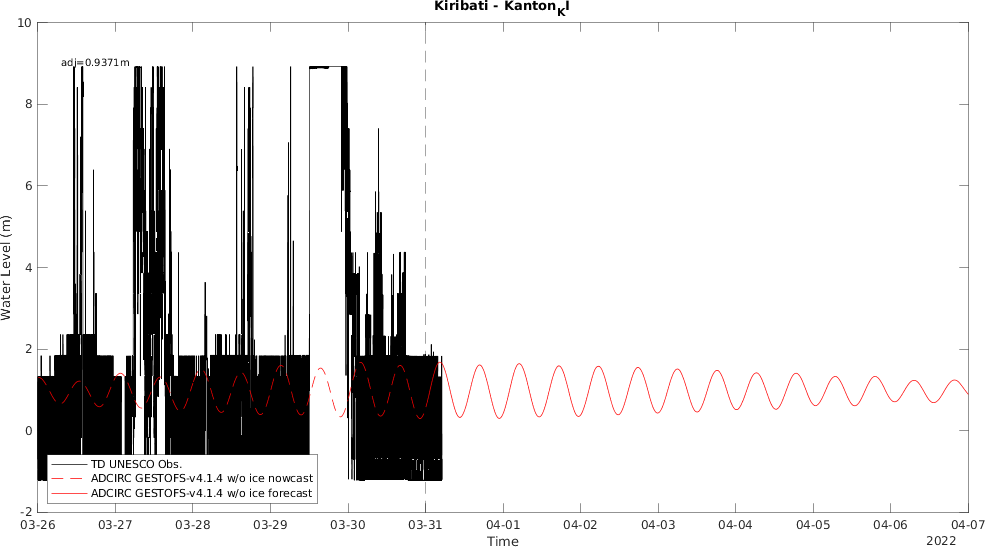 Kiribati - Kanton_KI
10
adj=0.9371m
8
6
4
2
0
-2
Water Level (m)
TD UNESCO Obs.
ADCIRC GESTOFS-v4.1.4 w/o ice nowcast
ADCIRC GESTOFS-v4.1.4 w/o ice forecast
03-26 03-27 03-28 03-29 03-30 03-31 04-01 04-02 04-03 04-04 04-05 04-06 04-07
Time
2022